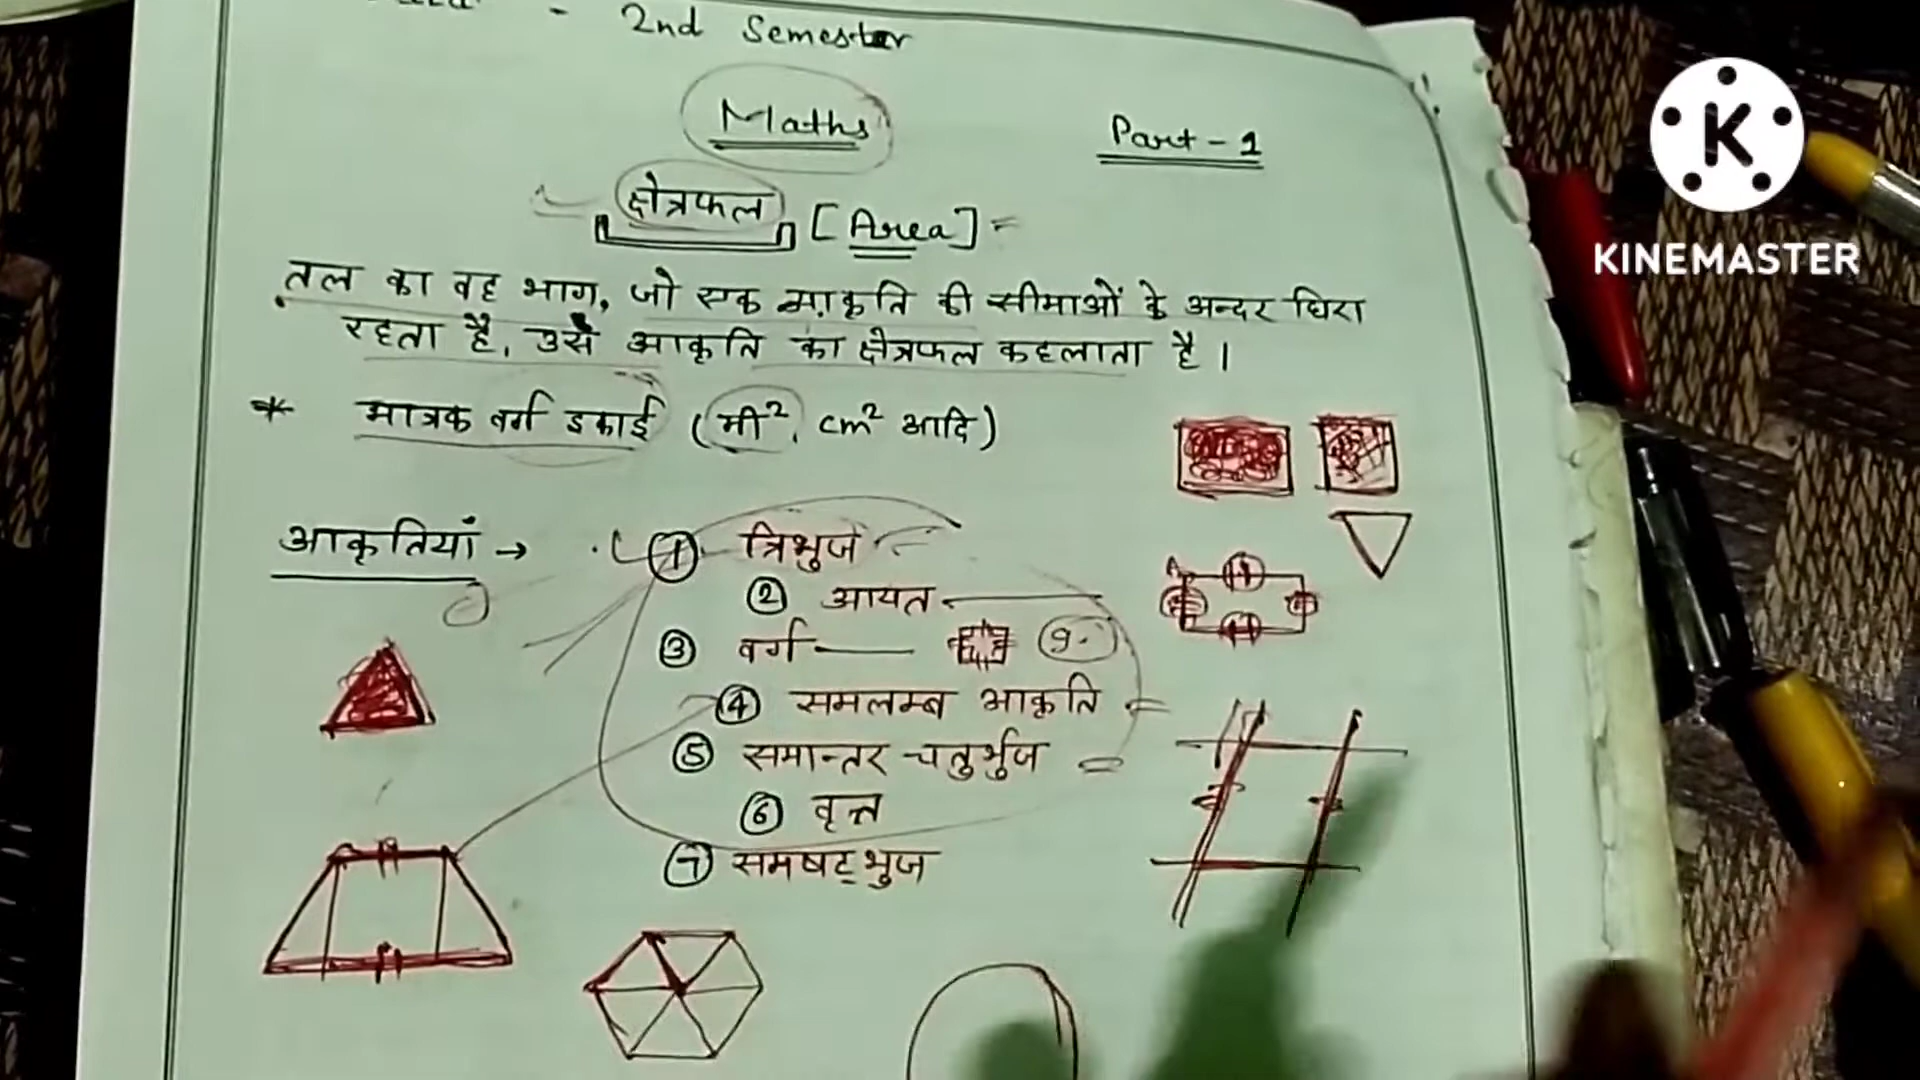 - 2nd Semester
Maths
Part - 1
क्षेत्रफल [Area] =
तल का वह भाग, जो एक आकृति की सीमाओं के अन्दर घिरा
रहता है, उसे आकृति का क्षेत्रफल कहलाता है।
* मात्रक वर्ग इकाई (मी², cm² आदि)
आकृतियाँ → ① त्रिभुज
② आयत
③ वर्ग
④ समलम्ब आकृति
⑤ समान्तर चतुर्भुज
⑥ वृत्त
⑦ समषट्भुज
K
KINEMASTER